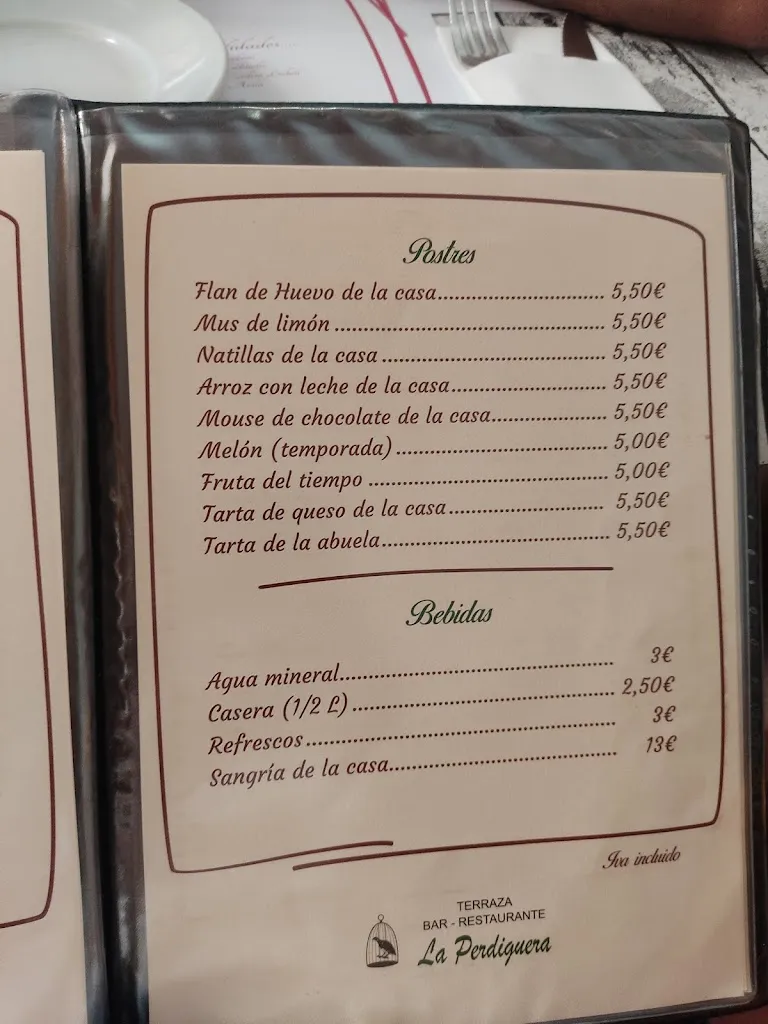 Postres
Flan de Huevo de la casa............................ 5,50€
Mus de limón ............................................. 5,50€
Natillas de la casa ..................................... 5,50€
Arroz con leche de la casa.......................... 5,50€
Mouse de chocolate de la casa................... 5,50€
Melón (temporada) ................................... 5,00€
Fruta del tiempo ....................................... 5,00€
Tarta de queso de la casa.......................... 5,50€
Tarta de la abuela..................................... 5,50€
Bebidas
Agua mineral............................................. 3€
Casera (1/2 L) ........................................... 2,50€
Refrescos ................................................... 3€
Sangría de la casa...................................... 13€
Iva incluido
TERRAZA
BAR - RESTAURANTE
La Perdiguera